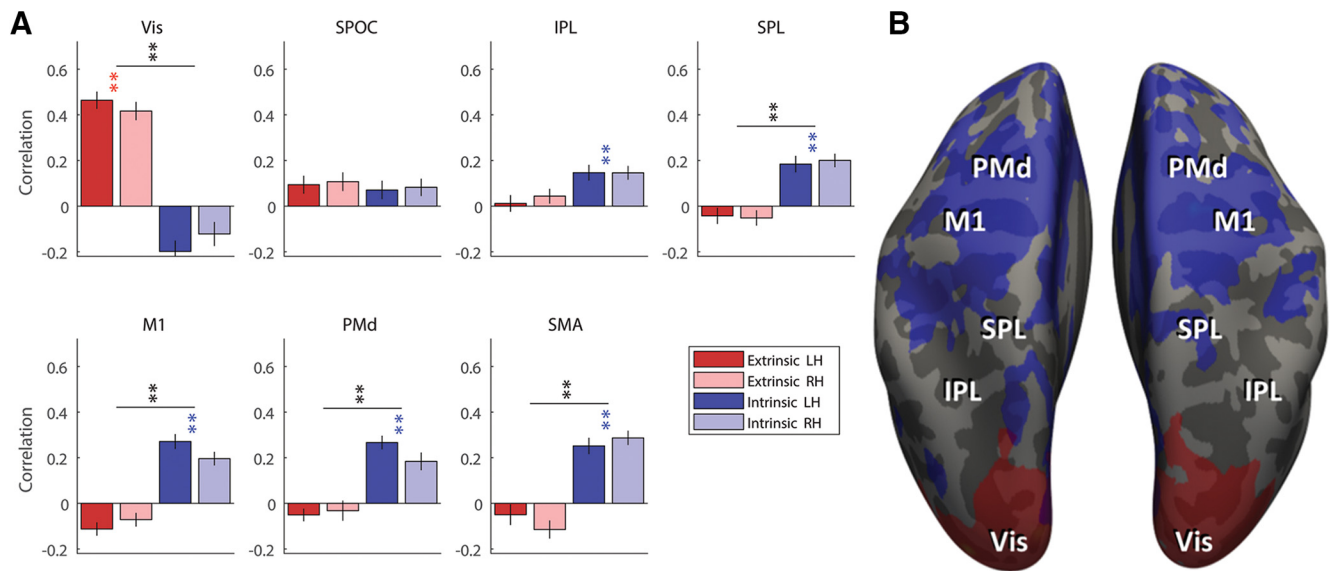 A
B
Vis
SPOC
IPL
SPL
**
**
**
**
**
0.6
0.4
0.2
0
-0.2
Correlation
0.6
0.4
0.2
0
-0.2
0.6
0.4
0.2
0
-0.2
0.6
0.4
0.2
0
-0.2
M1
PMd
SMA
**
**
**
**
**
**
0.6
0.4
0.2
0
-0.2
Correlation
0.6
0.4
0.2
0
-0.2
0.6
0.4
0.2
0
-0.2
Extrinsic LH
Extrinsic RH
Intrinsic LH
Intrinsic RH
PMd
PMd
M1
M1
SPL
SPL
IPL
IPL
Vis
Vis